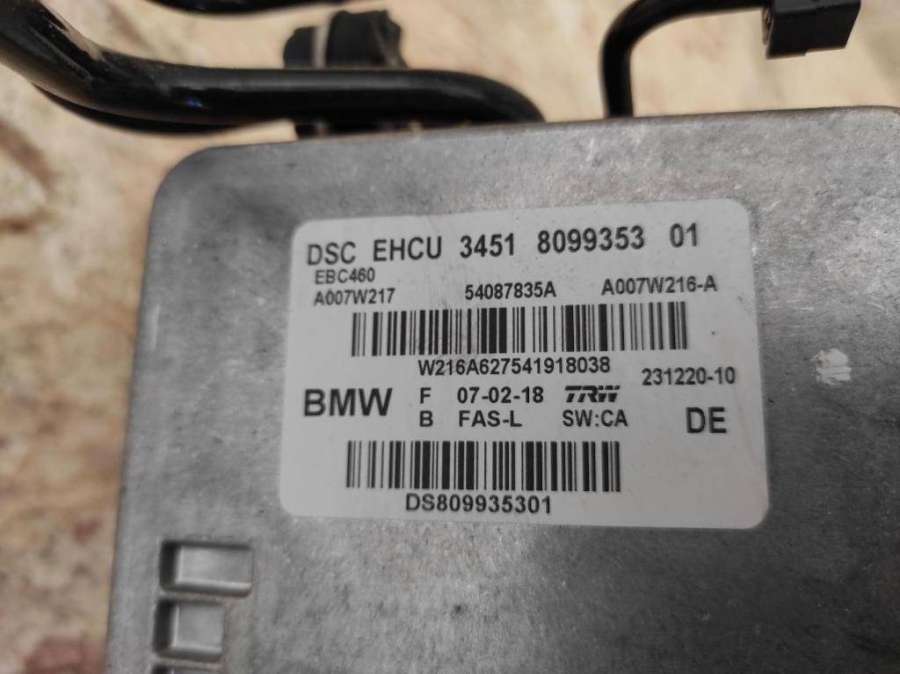 DSC EHCU 3451 8099353 01
EBC460
A007W217 54087835A A007W216-A
W216A627541918038
231220-10
BMW F 07-02-18 TRW
B FAS-L SW:CA DE
DS809935301